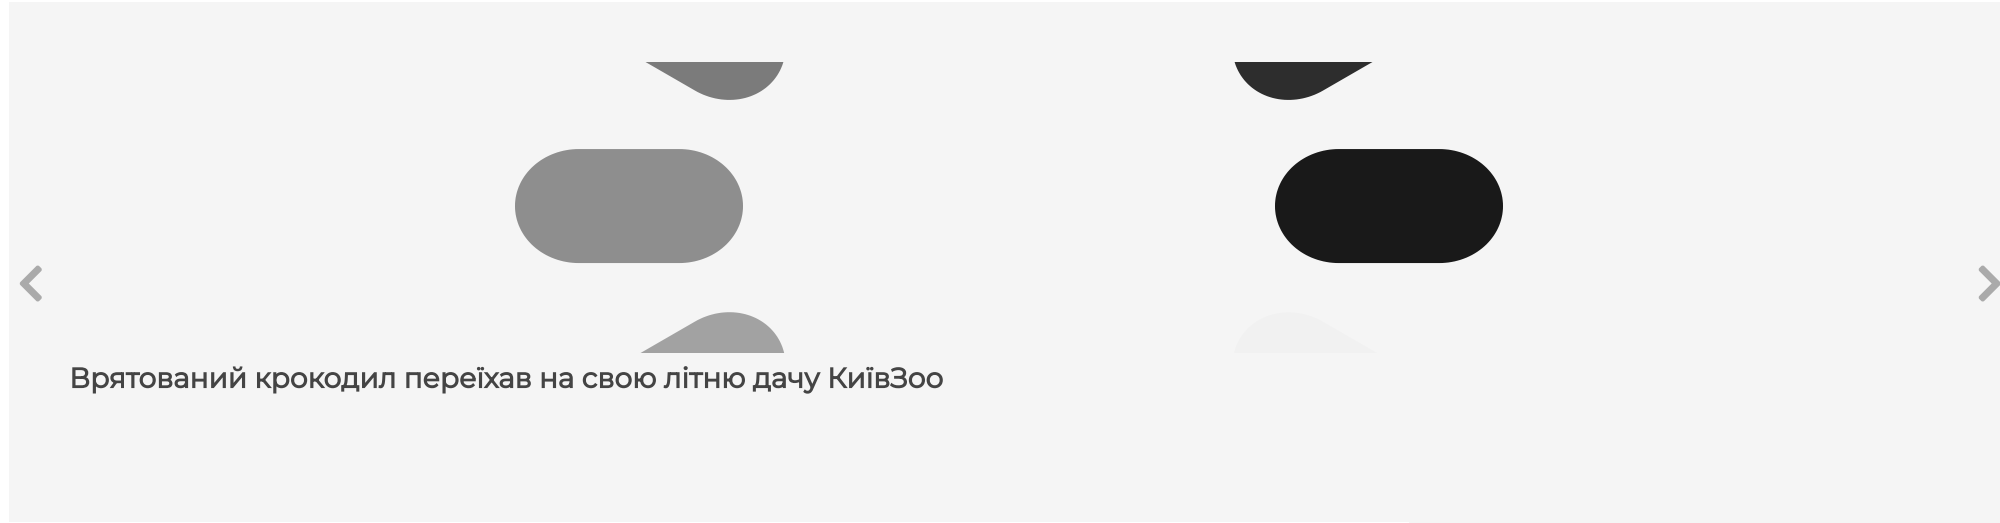 Врятований крокодил переїхав на свою літню дачу КиївЗоо